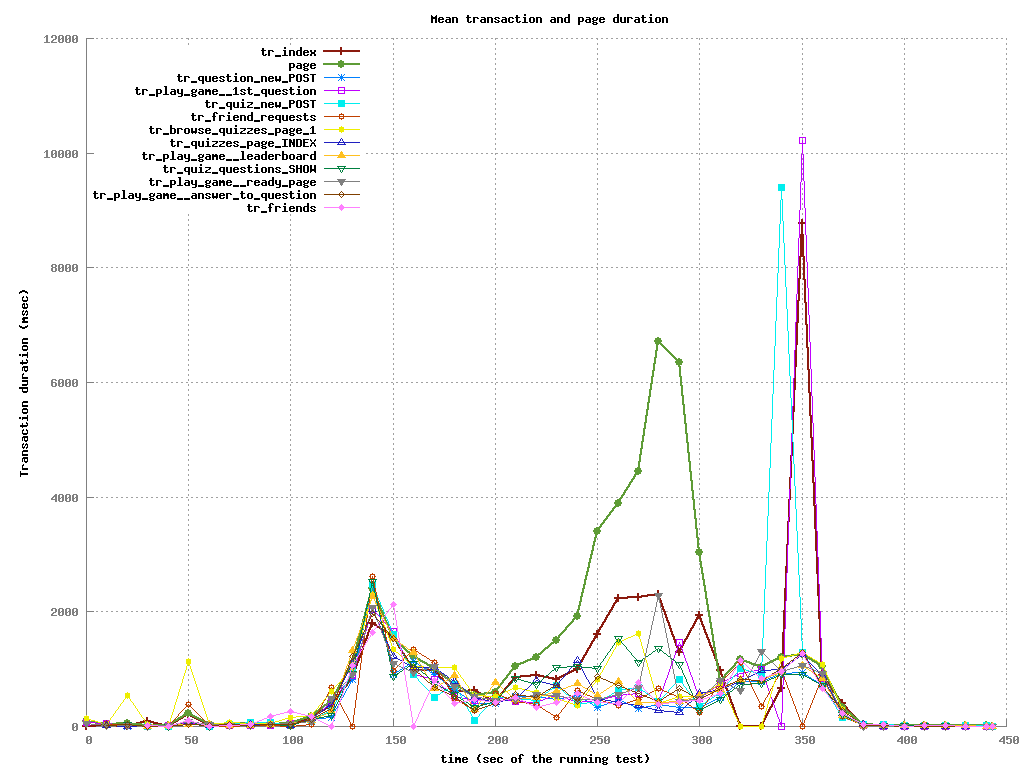 Mean transaction and page duration
12000
10000
8000
6000
4000
2000
0
Transaction duration (msec)
tr_index
page
tr_question_new_POST
tr_play_game__1st_question
tr_quiz_new_POST
tr_friend_requests
tr_browse_quizzes_page_1
tr_quizzes_page_INDEX
tr_play_game__leaderboard
tr_quiz_questions_SHOW
tr_play_game__ready_page
tr_play_game__answer_to_question
tr_friends
0 50 100 150 200 250 300 350 400 450
time (sec of the running test)